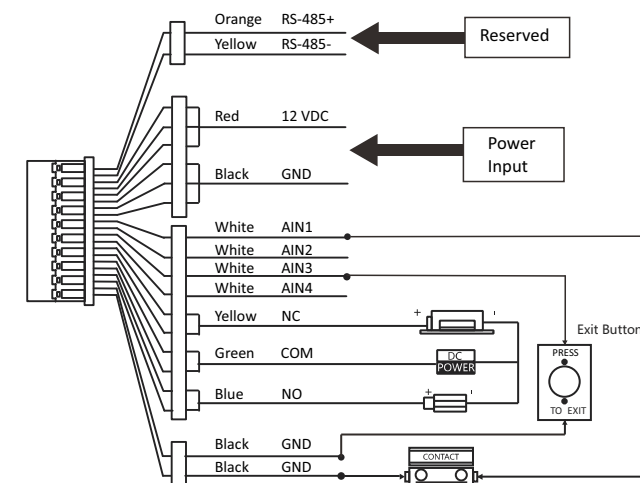 Orange RS-485+
Yellow RS-485-
Reserved
Red 12 VDC
Power
Input
Black GND
White AIN1
White AIN2
White AIN3
White AIN4
Yellow NC
+ -
Exit Button
Green COM
DC
POWER
PRESS
TO EXIT
Blue NO
+ -
Black GND
Black GND
CONTACT